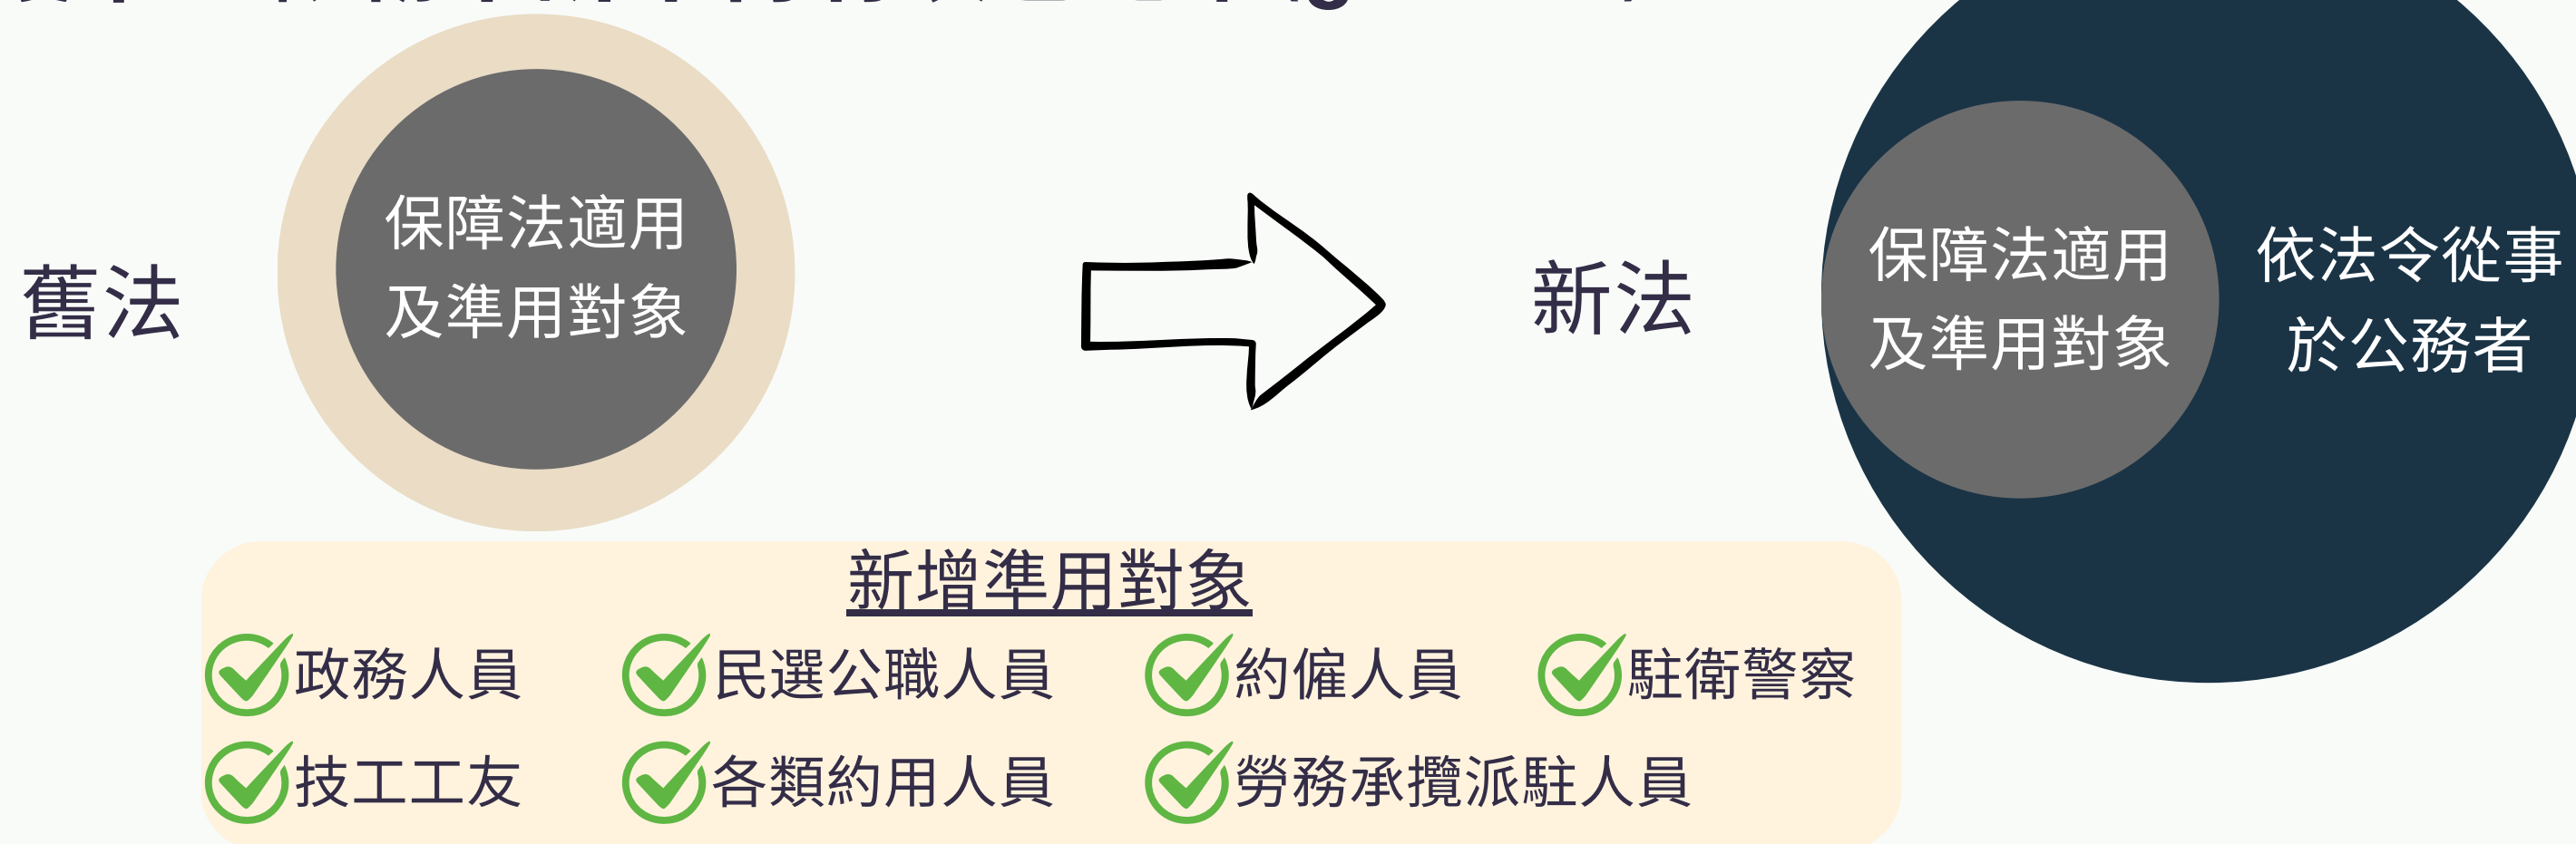 舊法
保障法適用
及準用對象
新法
保障法適用
及準用對象
依法令從事
於公務者
新增準用對象
政務人員
民選公職人員
約僱人員
駐衛警察
技工工友
各類約用人員
勞務承攬派駐人員